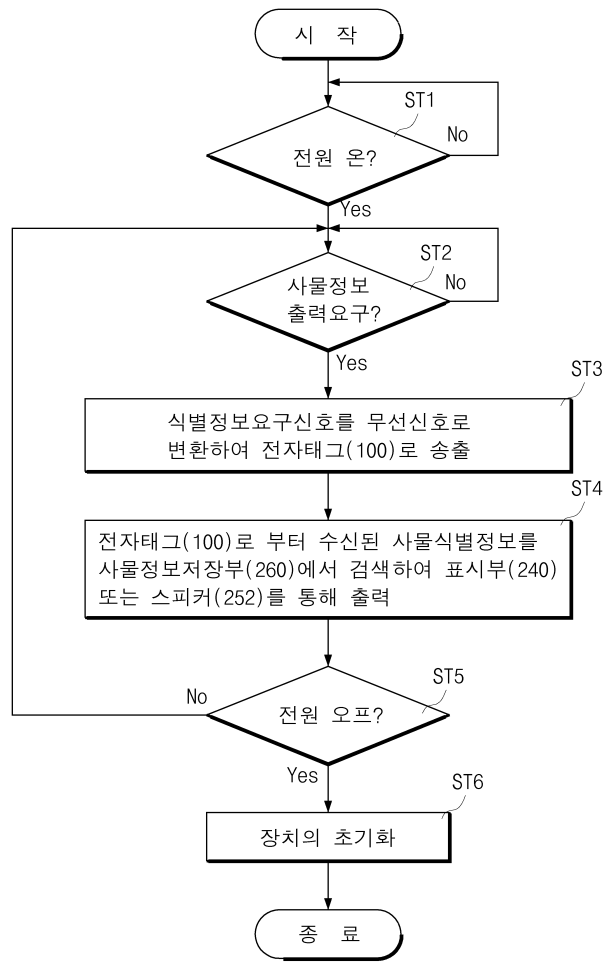 시 작
ST1
전원 온?
No
Yes
ST2
사물정보
출력요구?
No
Yes
ST3
식별정보요구신호를 무선신호로
변환하여 전자태그(100)로 송출
ST4
전자태그(100)로 부터 수신된 사물식별정보를
사물정보저장부(260)에서 검색하여 표시부(240)
또는 스피커(252)를 통해 출력
No
ST5
전원 오프?
Yes
ST6
장치의 초기화
종 료